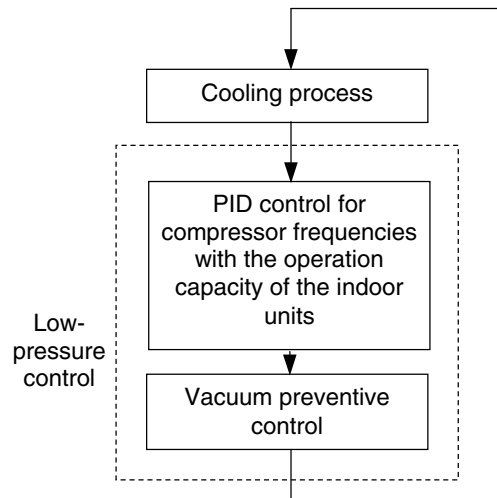 Cooling process
PID control for
compressor frequencies
with the operation
capacity of the indoor
units
Low-
pressure
control
Vacuum preventive
control